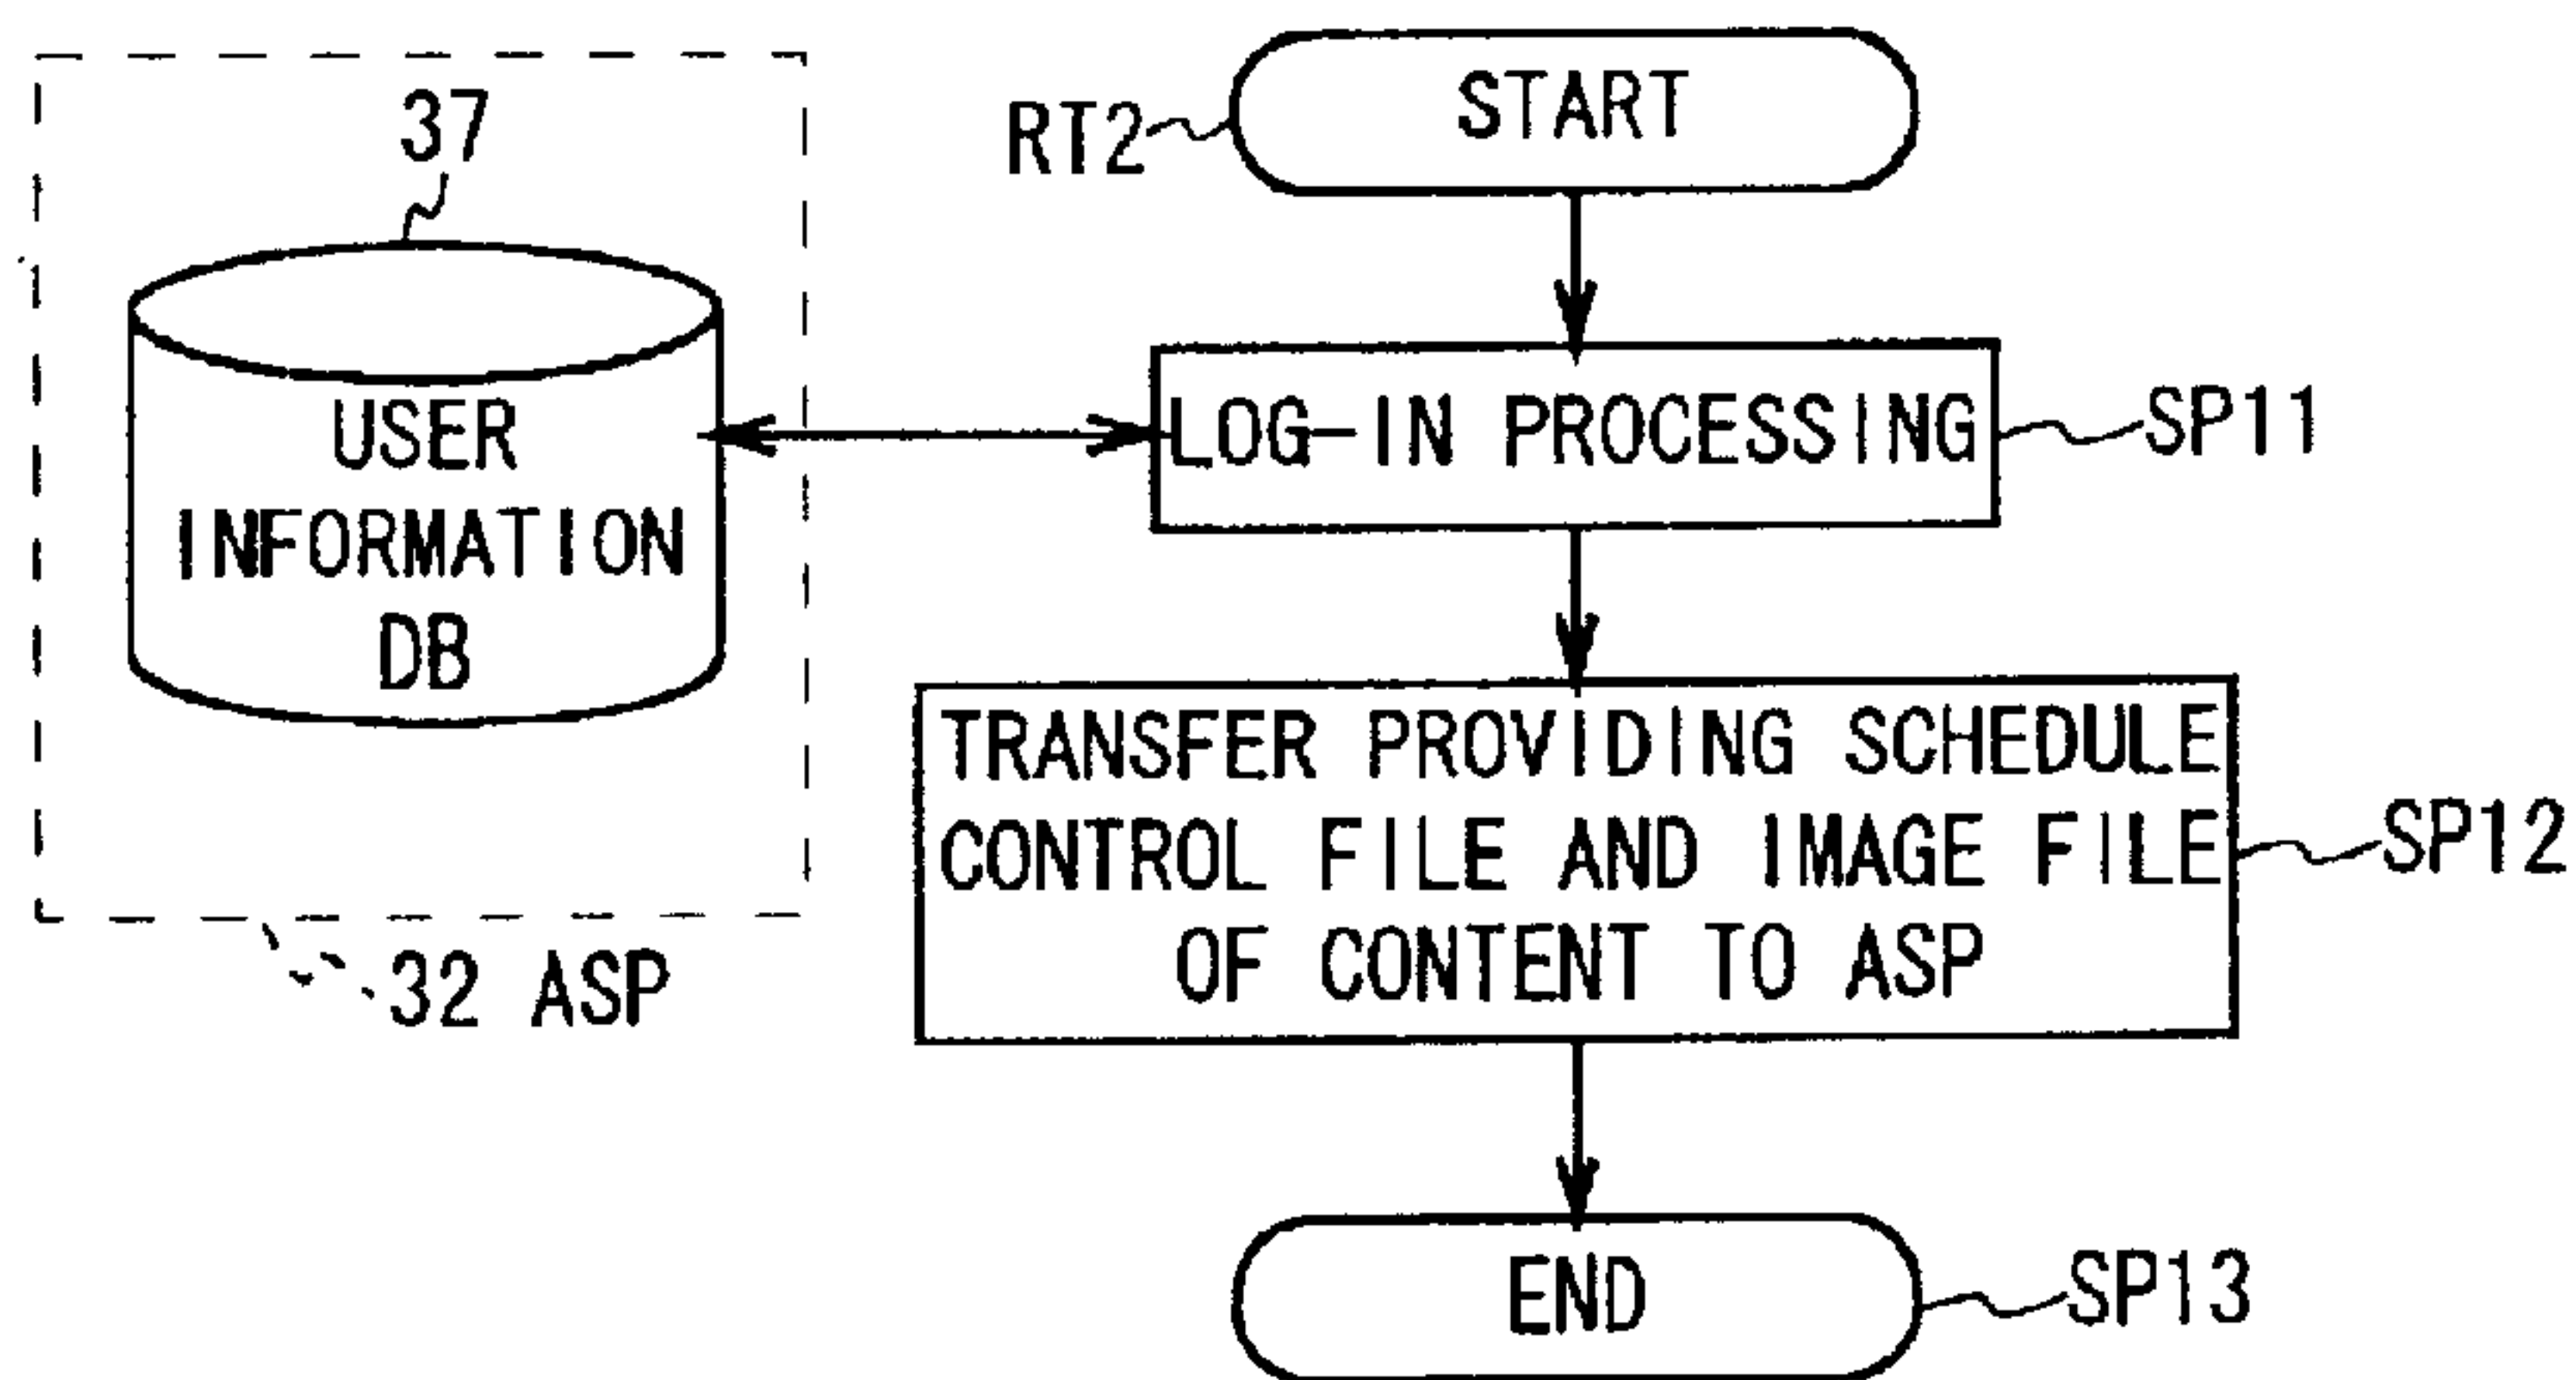 37
USER
INFORMATION
DB
32 ASP
RT2
START
LOG-IN PROCESSING
SP11
TRANSFER PROVIDING SCHEDULE
CONTROL FILE AND IMAGE FILE
OF CONTENT TO ASP
SP12
END
SP13